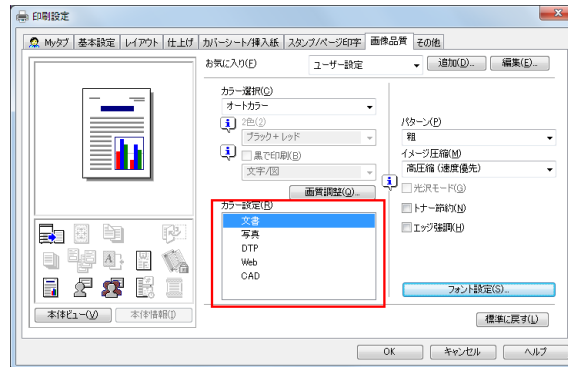 印刷設定
Myタブ 基本設定 レイアウト 仕上げ カバーシート/挿入紙 スタンプ/ページ印字 画像品質 その他
お気に入り(F) ユーザー設定 追加(D)... 編集(E)...
カラー選択(C)
オートカラー
2色(2)
ブラック+レッド
黒で印刷(B)
文字/図
画質調整(Q)...
カラー設定(R)
文書
写真
DTP
Web
CAD
パターン(P)
粗
イメージ圧縮(M)
高圧縮 (速度優先)
光沢モード(G)
トナー節約(N)
エッジ強調(H)
フォント設定(S)...
本体ビュー(V) 本体情報(I)
標準に戻す(L)
OK キャンセル ヘルプ